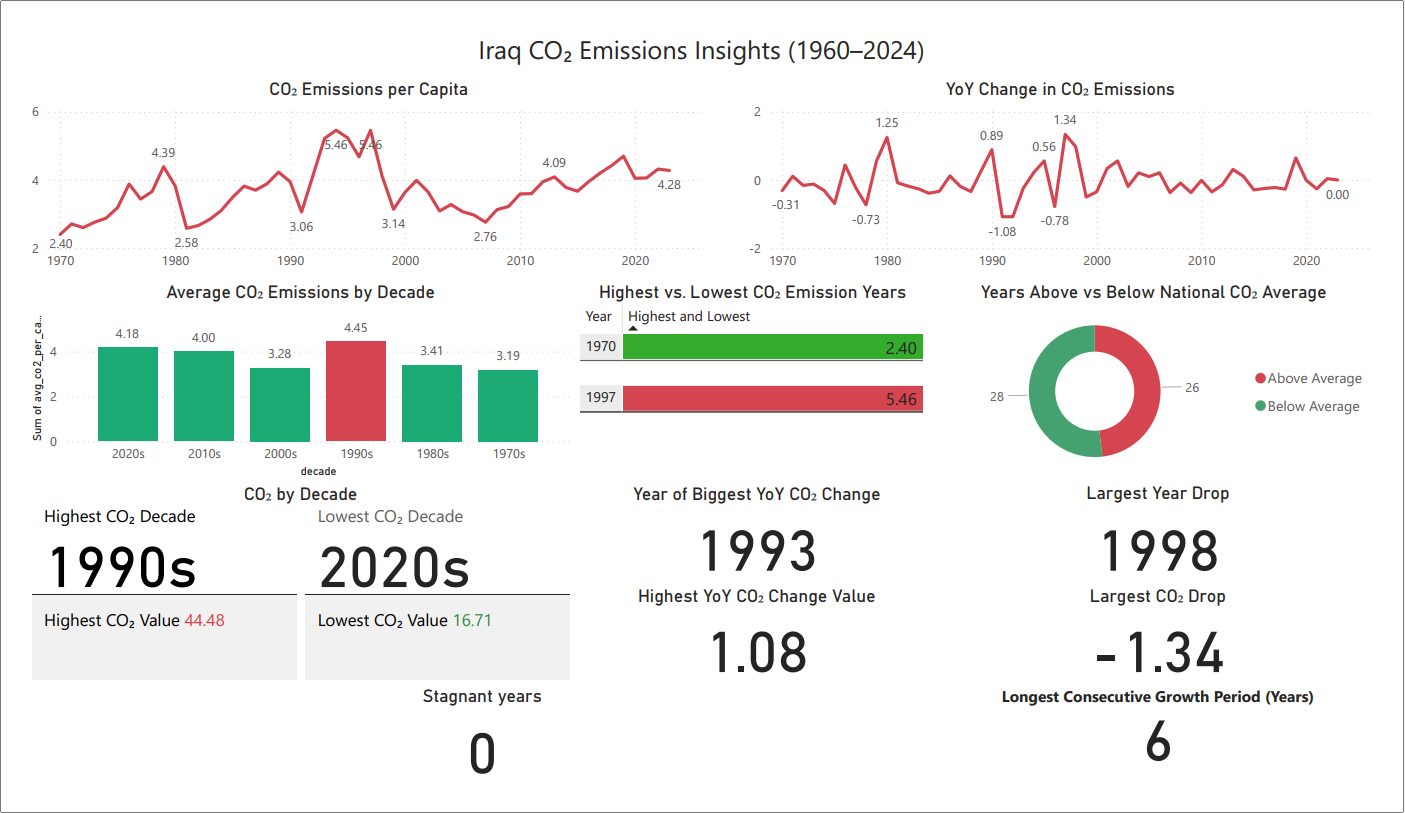 Iraq CO₂ Emissions Insights (1960–2024)
CO₂ Emissions per Capita
6
4
2
4.39
5.46
5.46
4.09
4.28
2.40
2.58
3.06
3.14
2.76
1970
1980
1990
2000
2010
2020
YoY Change in CO₂ Emissions
2
0
-2
1.25
0.89
0.56
1.34
-0.31
-0.73
-1.08
-0.78
0.00
1970
1980
1990
2000
2010
2020
Average CO₂ Emissions by Decade
Sum of avg_co2_per_ca...
4
2
0
4.18
4.00
3.28
4.45
3.41
3.19
2020s
2010s
2000s
1990s
1980s
1970s
decade
Highest vs. Lowest CO₂ Emission Years
Year
Highest and Lowest
1970
2.40
1997
5.46
Years Above vs Below National CO₂ Average
28
26
Above Average
Below Average
CO₂ by Decade
Highest CO₂ Decade
1990s
Highest CO₂ Value 44.48
Lowest CO₂ Decade
2020s
Lowest CO₂ Value 16.71
Year of Biggest YoY CO₂ Change
1993
Highest YoY CO₂ Change Value
1.08
Largest Year Drop
1998
Largest CO₂ Drop
-1.34
Stagnant years
0
Longest Consecutive Growth Period (Years)
6